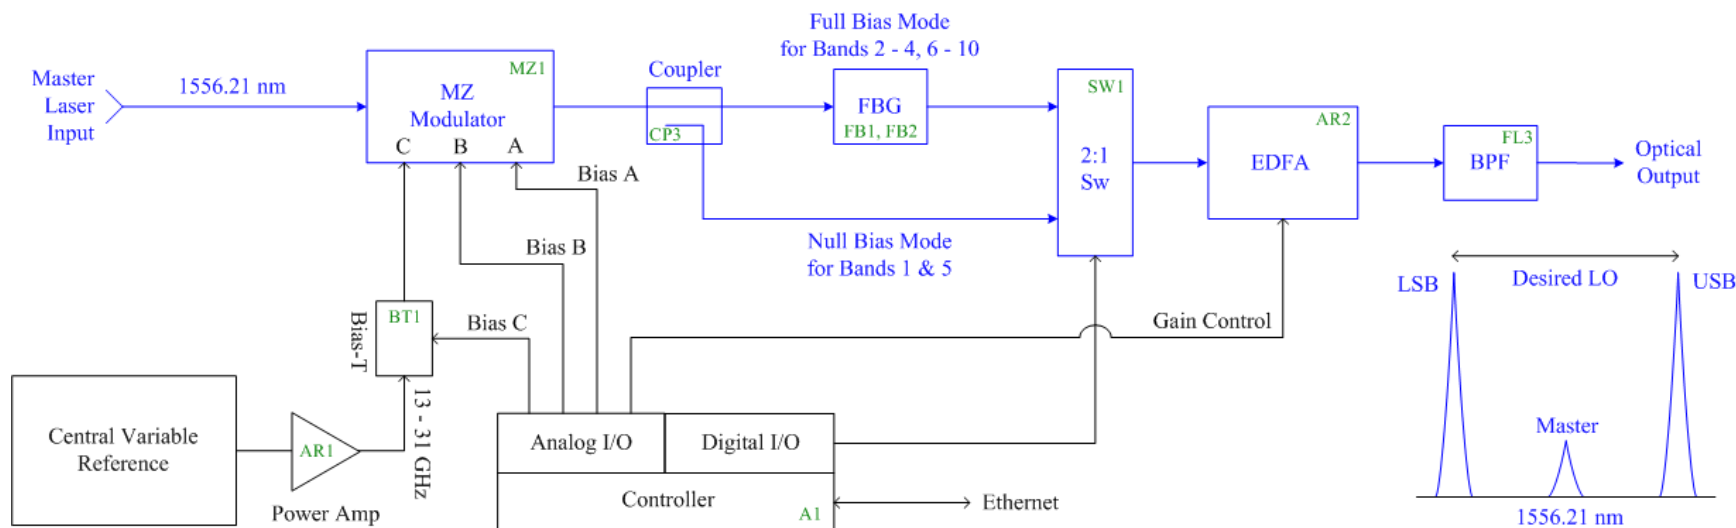 Full Bias Mode
for Bands 2 - 4, 6 - 10
Master
Laser
Input
1556.21 nm
MZ1
MZ
Modulator
C
B
A
Coupler
CP3
FBG
FB1, FB2
SW1
2:1
Sw
AR2
EDFA
FL3
BPF
Optical
Output
Bias A
Bias B
Null Bias Mode
for Bands 1 & 5
BT1
Bias-T
Bias C
Gain Control
LSB
Desired LO
USB
Master
1556.21 nm
Central Variable
Reference
AR1
Power Amp
13 - 31 GHz
Analog I/O
Digital I/O
Controller
A1
Ethernet